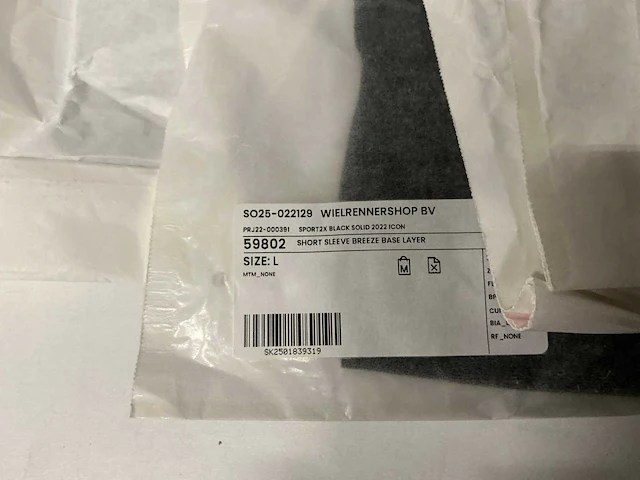 SO25-022129 WIELRENNERSHOP BV
PRJ22-000391 SPORT2X BLACK SOLID 2022 ICON
59802 SHORT SLEEVE BREEZE BASE LAYER
SIZE: L
M
MTM_NONE
SK2501839319
RF_NONE